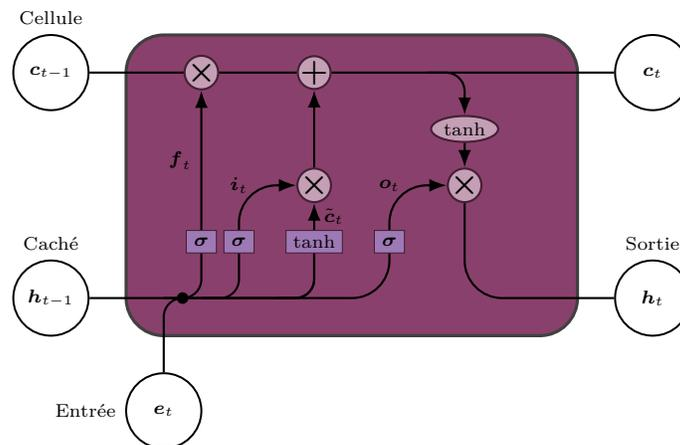 Cellule
c_{t−1}
×
+
c_t
tanh
f_t
i_t
×
o_t
×
c̃_t
Caché
σ
σ
tanh
σ
Sortie
h_{t−1}
h_t
Entrée
e_t